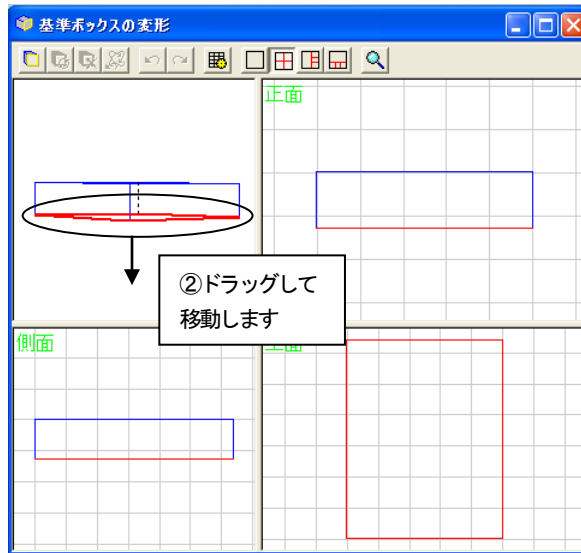 基準ボックスの変形
正面
②ドラッグして
移動します
側面